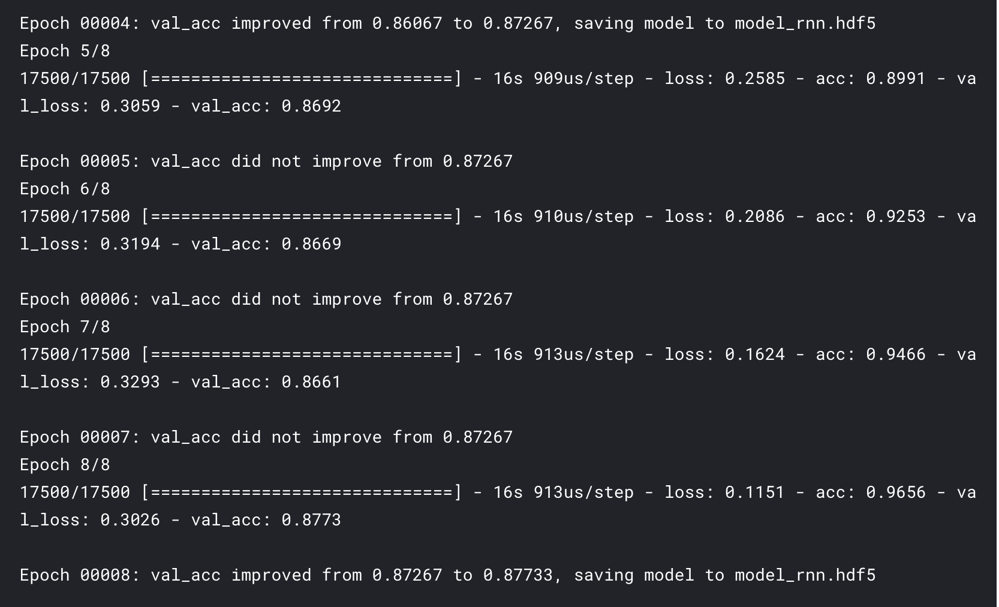 Epoch 00004: val_acc improved from 0.86067 to 0.87267, saving model to model_rnn.hdf5
Epoch 5/8
17500/17500 [==============================] - 16s 909us/step - loss: 0.2585 - acc: 0.8991 - va
l_loss: 0.3059 - val_acc: 0.8692
Epoch 00005: val_acc did not improve from 0.87267
Epoch 6/8
17500/17500 [==============================] - 16s 910us/step - loss: 0.2086 - acc: 0.9253 - va
l_loss: 0.3194 - val_acc: 0.8669
Epoch 00006: val_acc did not improve from 0.87267
Epoch 7/8
17500/17500 [==============================] - 16s 913us/step - loss: 0.1624 - acc: 0.9466 - va
l_loss: 0.3293 - val_acc: 0.8661
Epoch 00007: val_acc did not improve from 0.87267
Epoch 8/8
17500/17500 [==============================] - 16s 913us/step - loss: 0.1151 - acc: 0.9656 - va
l_loss: 0.3026 - val_acc: 0.8773
Epoch 00008: val_acc improved from 0.87267 to 0.87733, saving model to model_rnn.hdf5